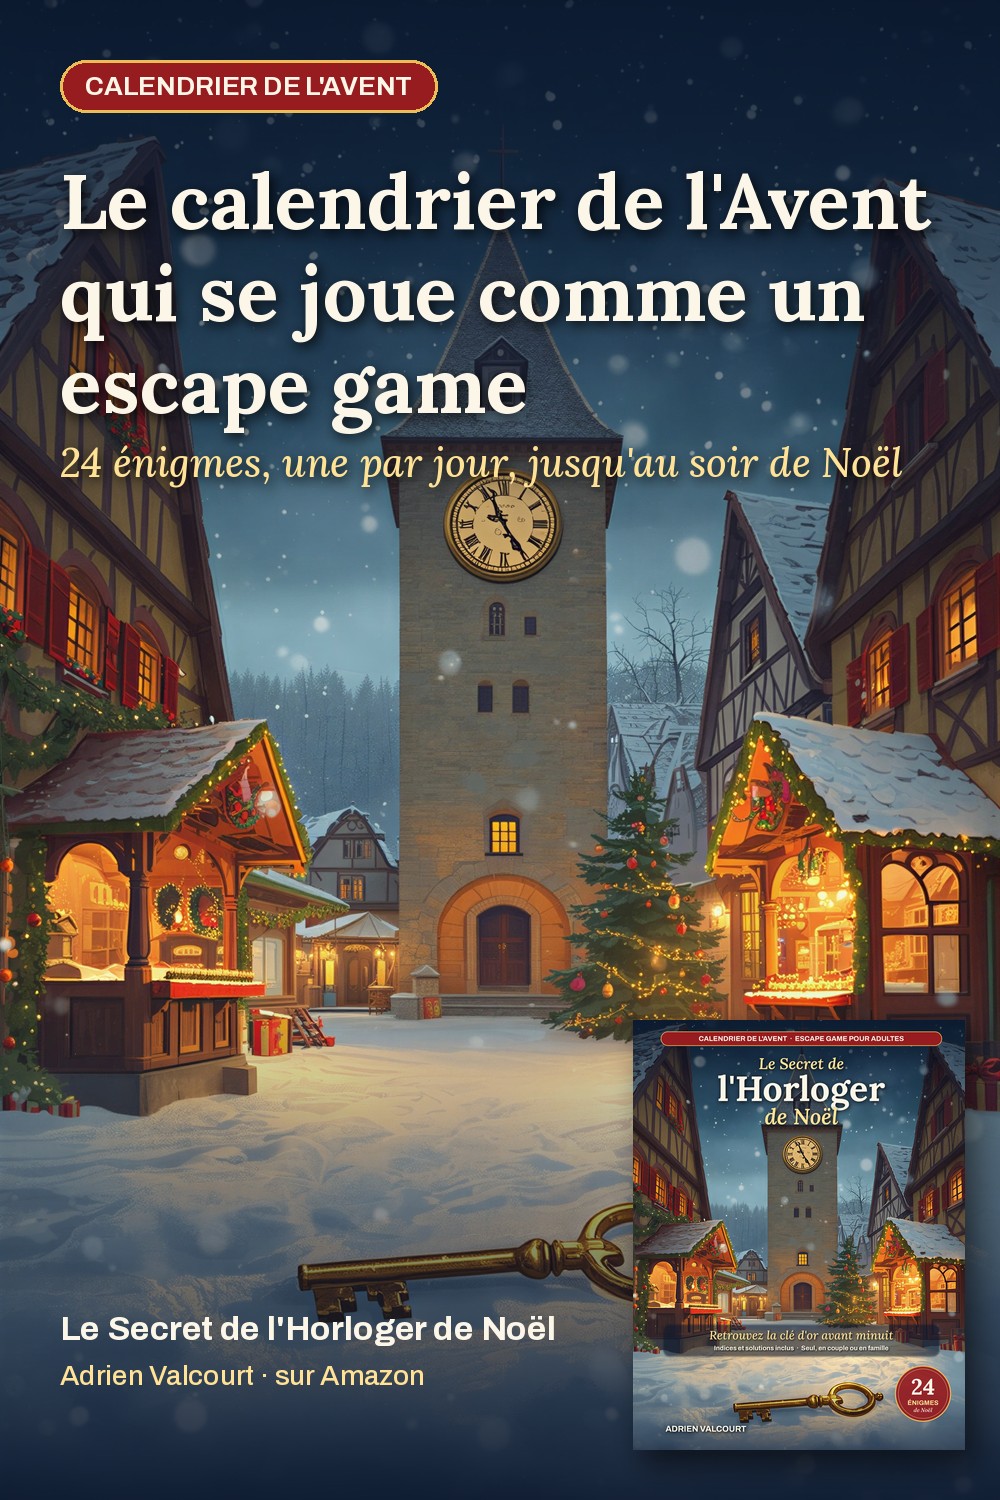 CALENDRIER DE L'AVENT
Le calendrier de l'Avent
qui se joue comme un
escape game
24 énigmes, une par jour, jusqu'au soir de Noël
CALENDRIER DE L'AVENT · ESCAPE GAME POUR ADULTES
Le Secret de
l'Horloger
de Noël
Retrouvez la clé d'or avant minuit
Indices et solutions inclus · Seul, en couple ou en famille
24
ÉNIGMES
de Noël
ADRIEN VALCOURT
Le Secret de l'Horloger de Noël
Adrien Valcourt · sur Amazon